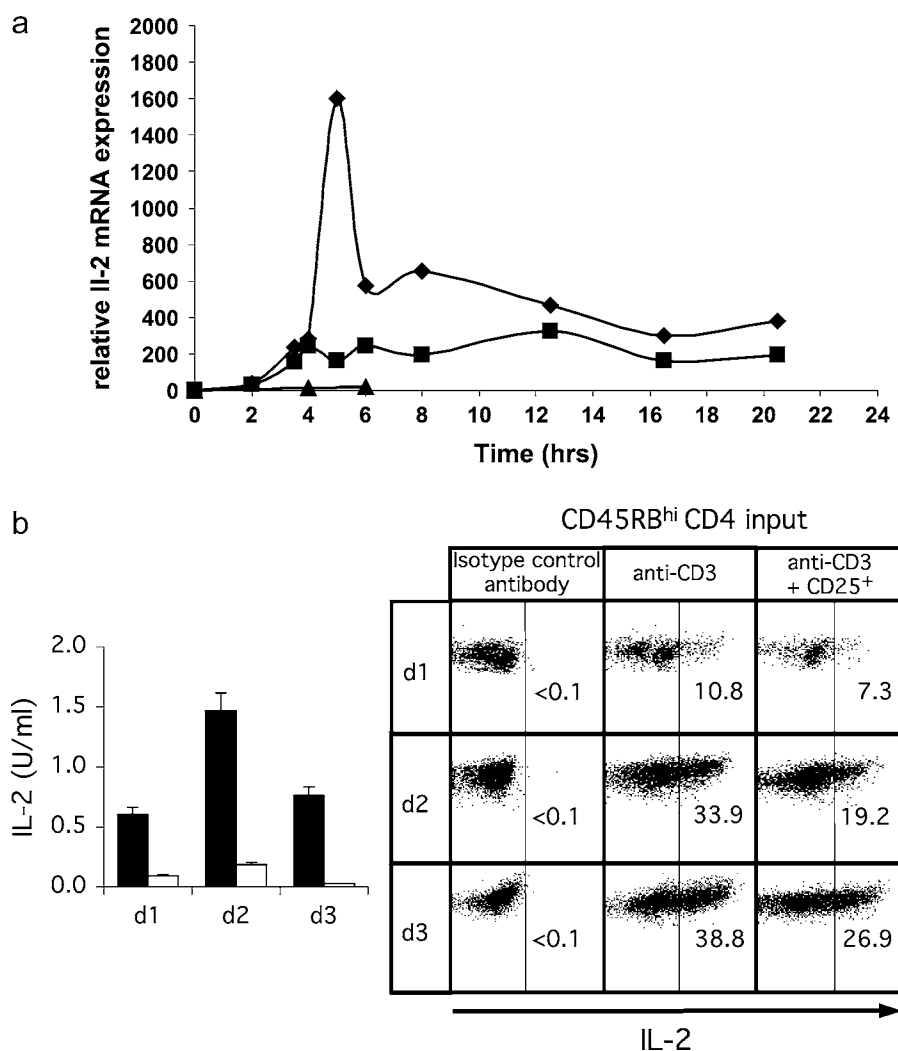 a
relative Il-2 mRNA expression
2000
1800
1600
1400
1200
1000
800
600
400
200
0
0 2 4 6 8 10 12 14 16 18 20 22 24
Time (hrs)
b
IL-2 (U/ml)
2.0
1.5
1.0
0.5
0.0
d1 d2 d3
CD45RBhi CD4 input
Isotype control
antibody
anti-CD3
anti-CD3
+ CD25+
d1 <0.1 10.8 7.3
d2 <0.1 33.9 19.2
d3 <0.1 38.8 26.9
IL-2